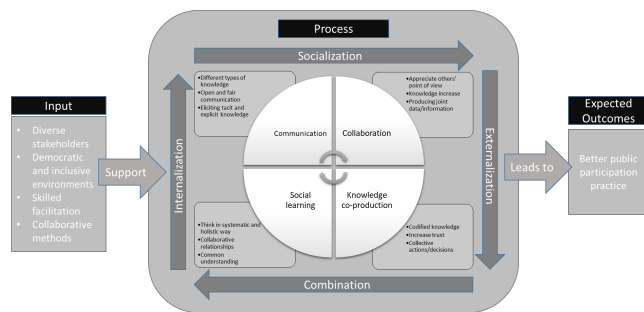 Process
Socialization
Input
• Diverse
stakeholders
• Democratic
and inclusive
environments
• Skilled
facilitation
• Collaborative
methods
Support
Internalization
•Different types of
knowledge
•Open and fair
communication
•Eliciting tacit and
explicit knowledge
•Appreciate others'
point of view
•Knowledge increase
•Producing joint
data/information
Communication
Collaboration
Social
learning
Knowledge
co-production
•Think in systematic and
holistic way
•Collaborative
relationships
•Common
understanding
•Codified knowledge
•Increase trust
•Collective
actions/decisions
Externalization
Combination
Leads to
Expected
Outcomes
Better public
participation
practice